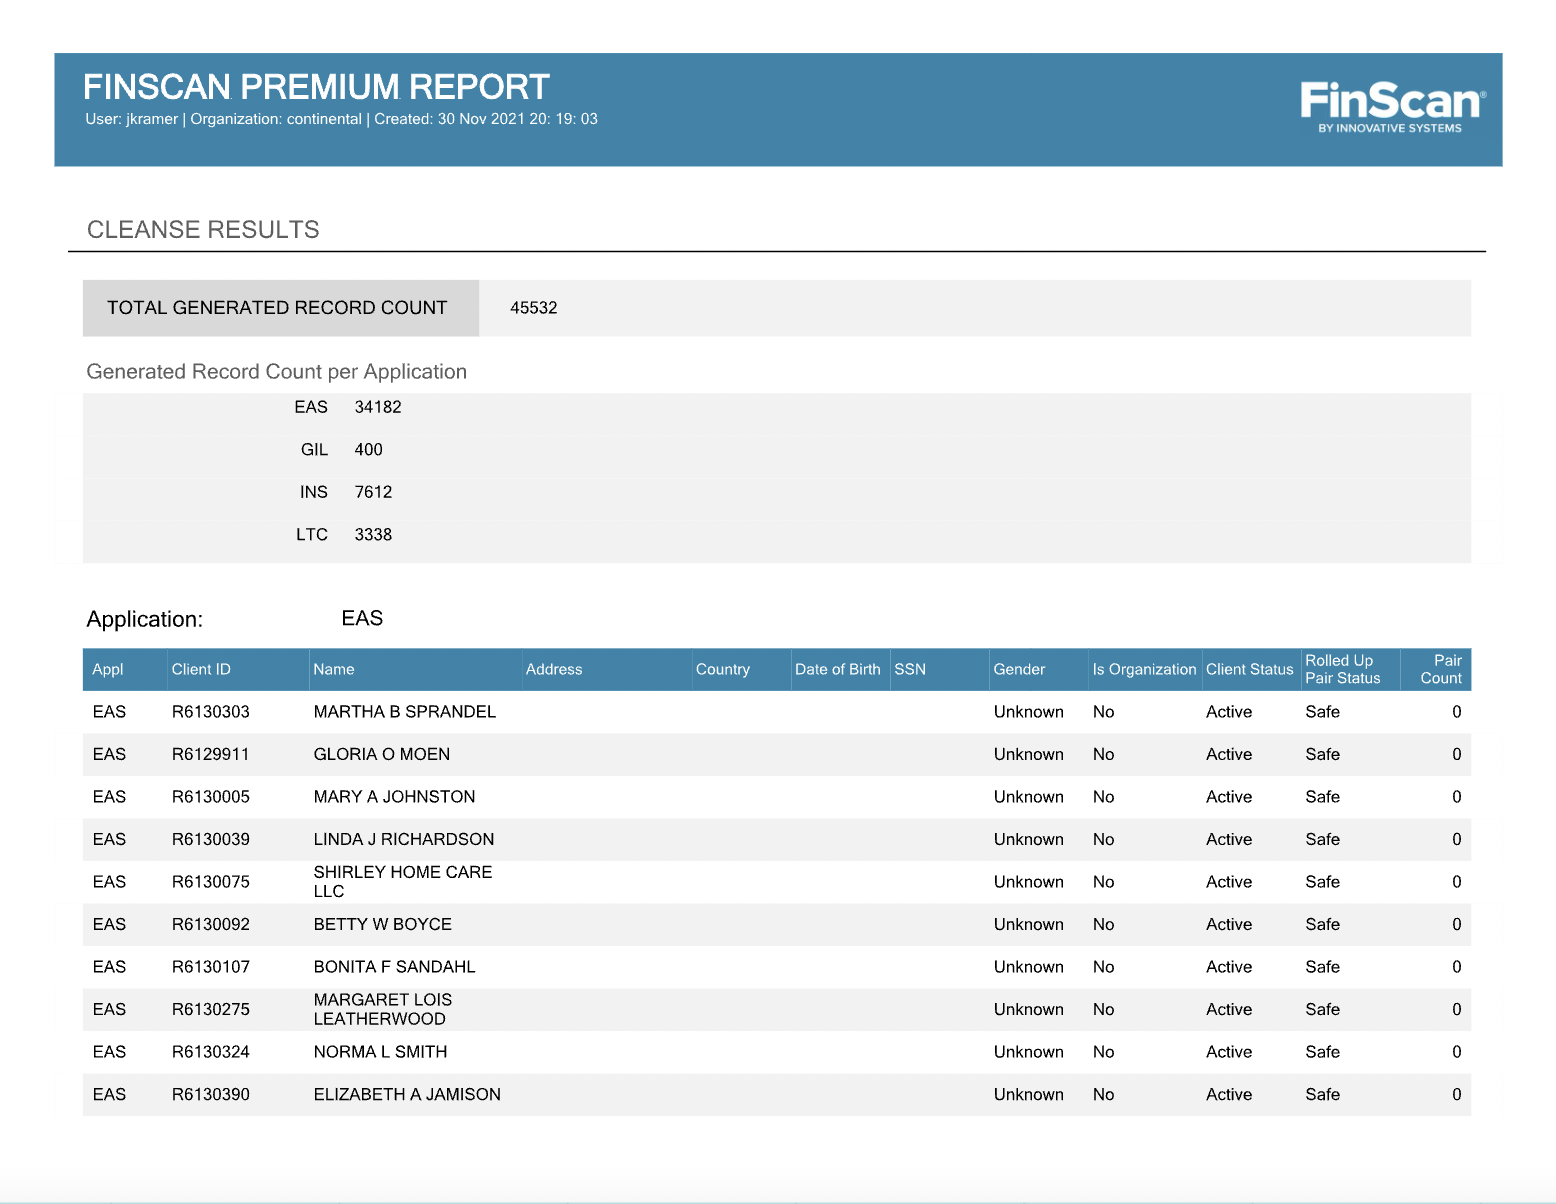 FINSCAN PREMIUM REPORT
User: jkramer | Organization: continental | Created: 30 Nov 2021 20: 19: 03
FinScan®
BY INNOVATIVE SYSTEMS
CLEANSE RESULTS
TOTAL GENERATED RECORD COUNT 45532
Generated Record Count per Application
EAS 34182
GIL 400
INS 7612
LTC 3338
Application: EAS
Appl Client ID Name Address Country Date of Birth SSN Gender Is Organization Client Status Rolled Up Pair Status Pair Count
EAS R6130303 MARTHA B SPRANDEL Unknown No Active Safe 0
EAS R6129911 GLORIA O MOEN Unknown No Active Safe 0
EAS R6130005 MARY A JOHNSTON Unknown No Active Safe 0
EAS R6130039 LINDA J RICHARDSON Unknown No Active Safe 0
EAS R6130075 SHIRLEY HOME CARE LLC Unknown No Active Safe 0
EAS R6130092 BETTY W BOYCE Unknown No Active Safe 0
EAS R6130107 BONITA F SANDAHL Unknown No Active Safe 0
EAS R6130275 MARGARET LOIS LEATHERWOOD Unknown No Active Safe 0
EAS R6130324 NORMA L SMITH Unknown No Active Safe 0
EAS R6130390 ELIZABETH A JAMISON Unknown No Active Safe 0